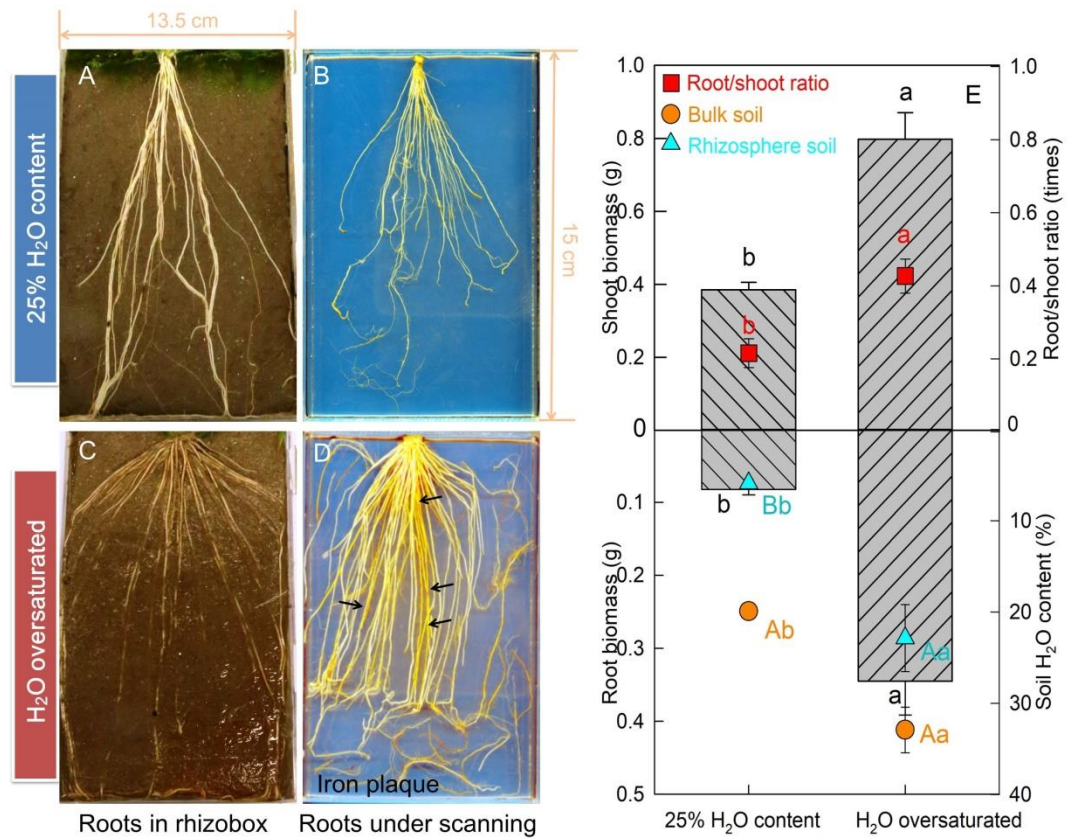 13.5 cm
A
B
25% H₂O content
15 cm
C
D
H₂O oversaturated
Iron plaque
Roots in rhizobox
Roots under scanning
E
Root/shoot ratio
Bulk soil
Rhizosphere soil
Shoot biomass (g)
1.0
0.8
0.6
0.4
0.2
0
Root biomass (g)
0.1
0.2
0.3
0.4
0.5
Root/shoot ratio (times)
1.0
0.8
0.6
0.4
0.2
0
Soil H₂O content (%)
10
20
30
40
b
b
b
Bb
Ab
a
a
Aa
a
Aa
25% H₂O content
H₂O oversaturated